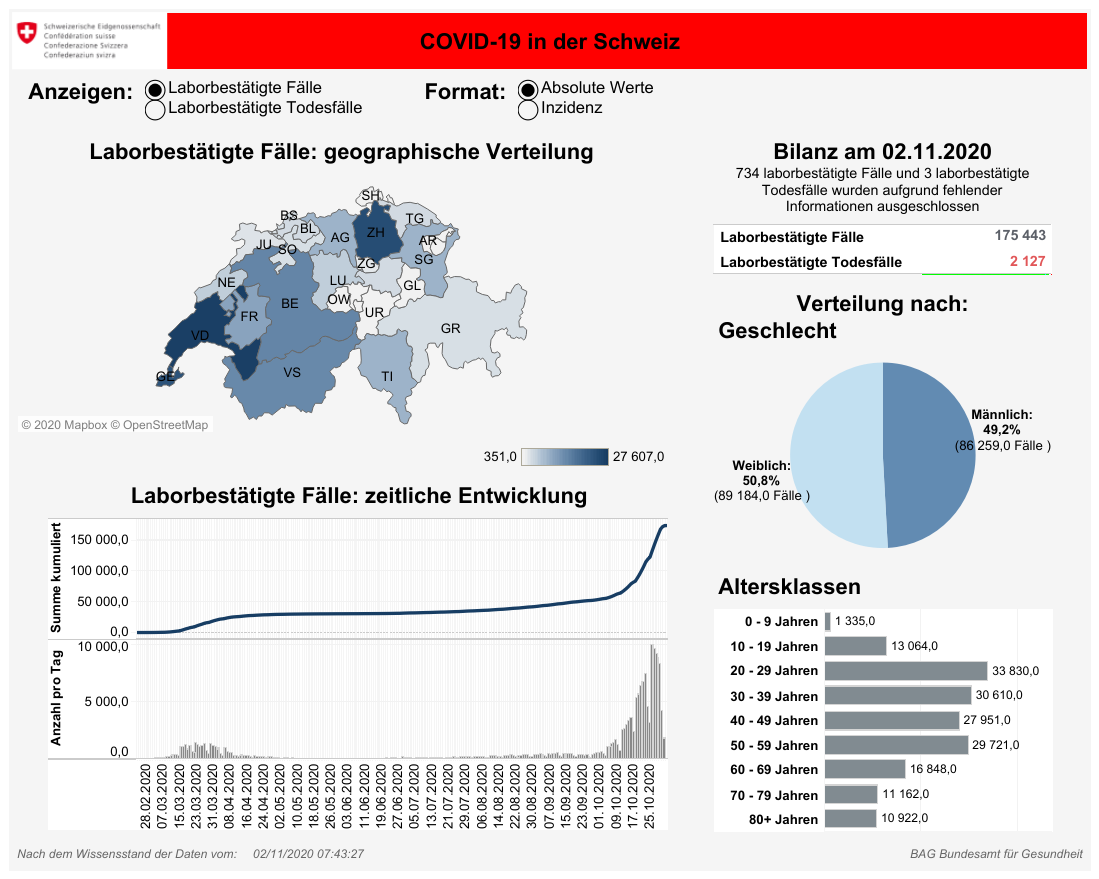 Schweizerische Eidgenossenschaft
Confédération suisse
Confederazione Svizzera
Confederaziun svizra
COVID-19 in der Schweiz
Anzeigen:
Laborbestätigte Fälle
Laborbestätigte Todesfälle
Format:
Absolute Werte
Inzidenz
Laborbestätigte Fälle: geographische Verteilung
SH
BS
BL
TG
AG
ZH
AR
JU
SO
SG
ZG
NE
LU
GL
OW
BE
UR
FR
GR
VD
VS
TI
GE
© 2020 Mapbox © OpenStreetMap
351,0
27 607,0
Bilanz am 02.11.2020
734 laborbestätigte Fälle und 3 laborbestätigte
Todesfälle wurden aufgrund fehlender
Informationen ausgeschlossen
Laborbestätigte Fälle 175 443
Laborbestätigte Todesfälle 2 127
Verteilung nach:
Geschlecht
Männlich:
49,2%
(86 259,0 Fälle )
Weiblich:
50,8%
(89 184,0 Fälle )
Laborbestätigte Fälle: zeitliche Entwicklung
Summe kumuliert
150 000,0
100 000,0
50 000,0
0,0
Anzahl pro Tag
10 000,0
5 000,0
0,0
28.02.2020
07.03.2020
15.03.2020
23.03.2020
31.03.2020
08.04.2020
16.04.2020
24.04.2020
02.05.2020
10.05.2020
18.05.2020
26.05.2020
03.06.2020
11.06.2020
19.06.2020
27.06.2020
05.07.2020
13.07.2020
21.07.2020
29.07.2020
06.08.2020
14.08.2020
22.08.2020
30.08.2020
07.09.2020
15.09.2020
23.09.2020
01.10.2020
09.10.2020
17.10.2020
25.10.2020
Altersklassen
0 - 9 Jahren 1 335,0
10 - 19 Jahren 13 064,0
20 - 29 Jahren 33 830,0
30 - 39 Jahren 30 610,0
40 - 49 Jahren 27 951,0
50 - 59 Jahren 29 721,0
60 - 69 Jahren 16 848,0
70 - 79 Jahren 11 162,0
80+ Jahren 10 922,0
Nach dem Wissensstand der Daten vom: 02/11/2020 07:43:27
BAG Bundesamt für Gesundheit